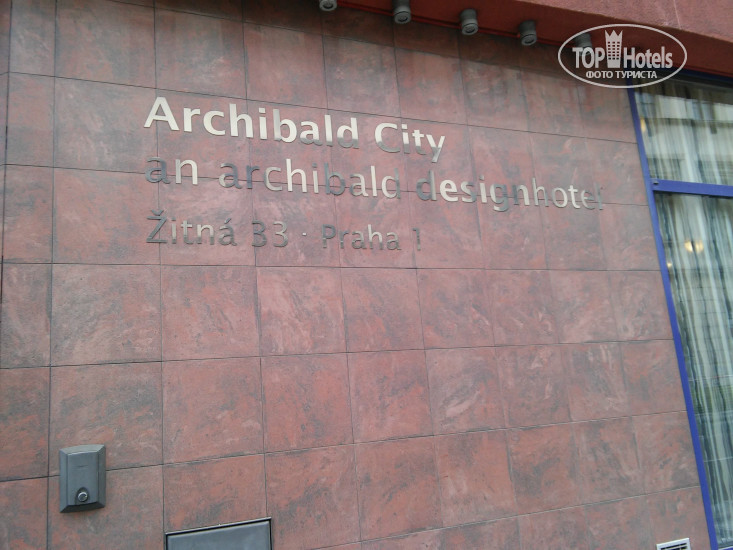 TOP Hotels
ФОТО ТУРИСТА
Archibald City
an archibald designhotel
Žitná 33 · Praha 1